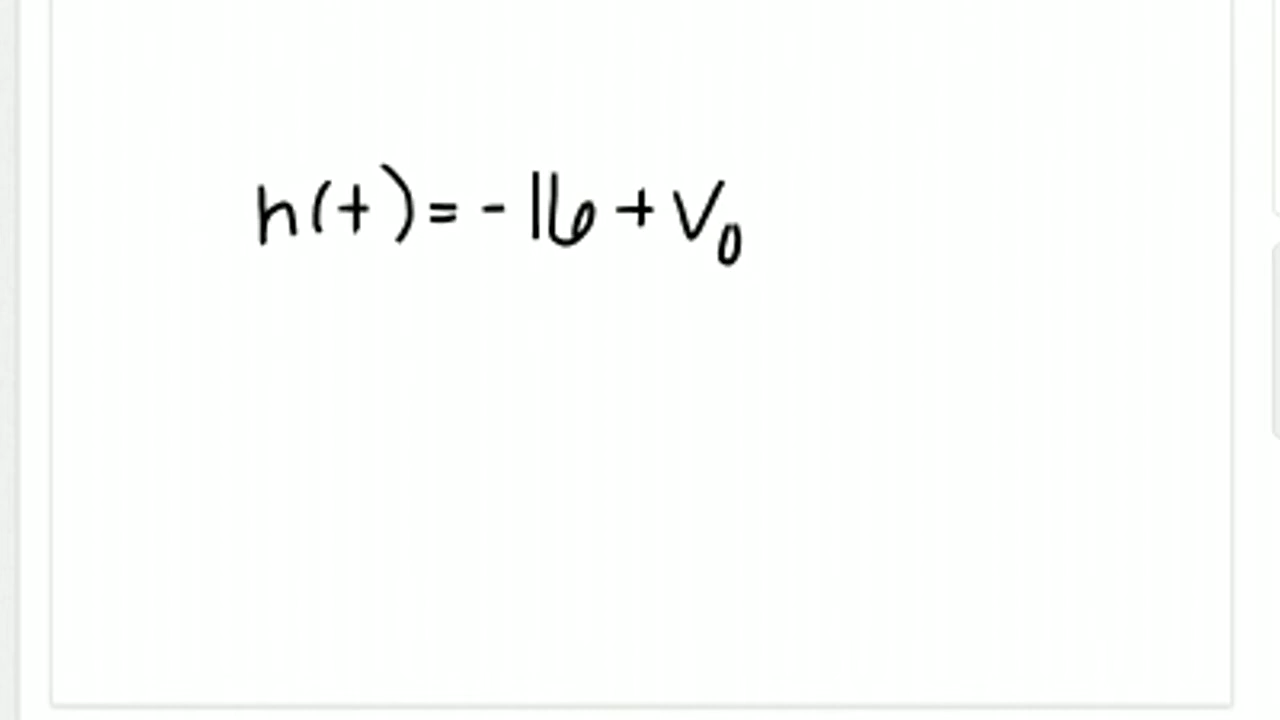 h(t) = - 16 + V₀